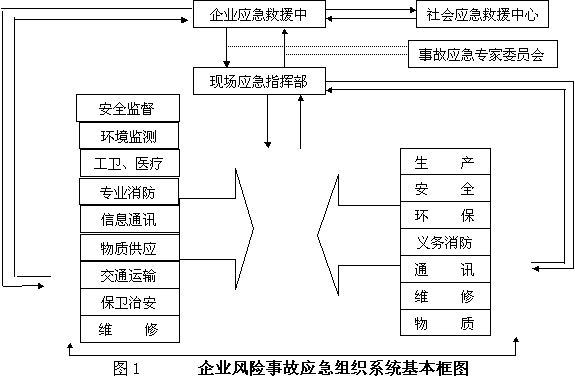 企业应急救援中
社会应急救援中心
事故应急专家委员会
现场应急指挥部
安全监督
环境监测
工卫、医疗
专业消防
信息通讯
物质供应
交通运输
保卫治安
维 修
生 产
安 全
环 保
义务消防
通 讯
维 修
物 质
图1 企业风险事故应急组织系统基本框图